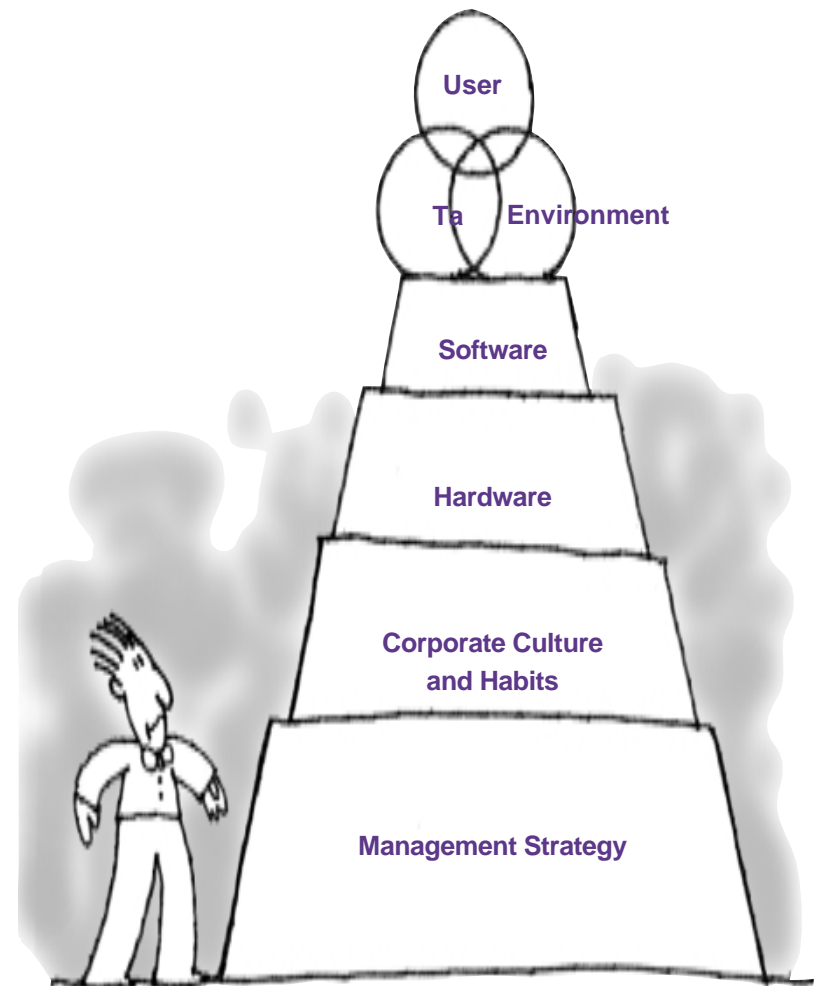 User
Ta Environment
Software
Hardware
Corporate Culture
and Habits
Management Strategy